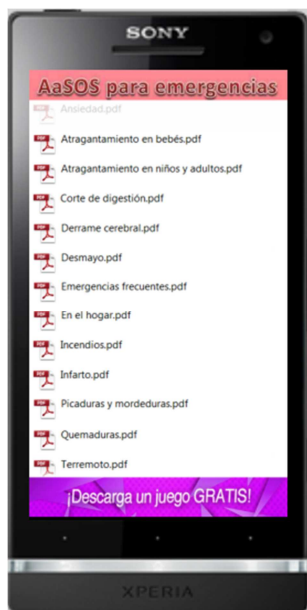 SONY
AaSOS para emergencias
Ansiedad.pdf
Atragantamiento en bebés.pdf
Atragantamiento en niños y adultos.pdf
Corte de digestión.pdf
Derrame cerebral.pdf
Desmayo.pdf
Emergencias frecuentes.pdf
En el hogar.pdf
Incendios.pdf
Infarto.pdf
Picaduras y mordeduras.pdf
Quemaduras.pdf
Terremoto.pdf
¡Descarga un juego GRATIS!
XPERIA